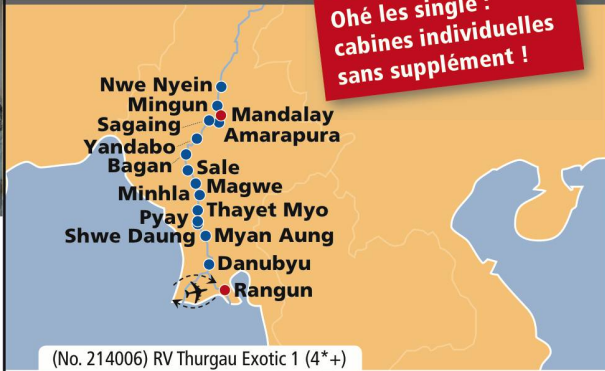 Ohé les single :
cabines individuelles
sans supplément !
Nwe Nyein
Mingun
Mandalay
Sagaing
Amarapura
Yandabo
Bagan
Sale
Magwe
Minhla
Thayet Myo
Pyay
Shwe Daung
Myan Aung
Danubyu
Rangun
(No. 214006) RV Thurgau Exotic 1 (4*+)